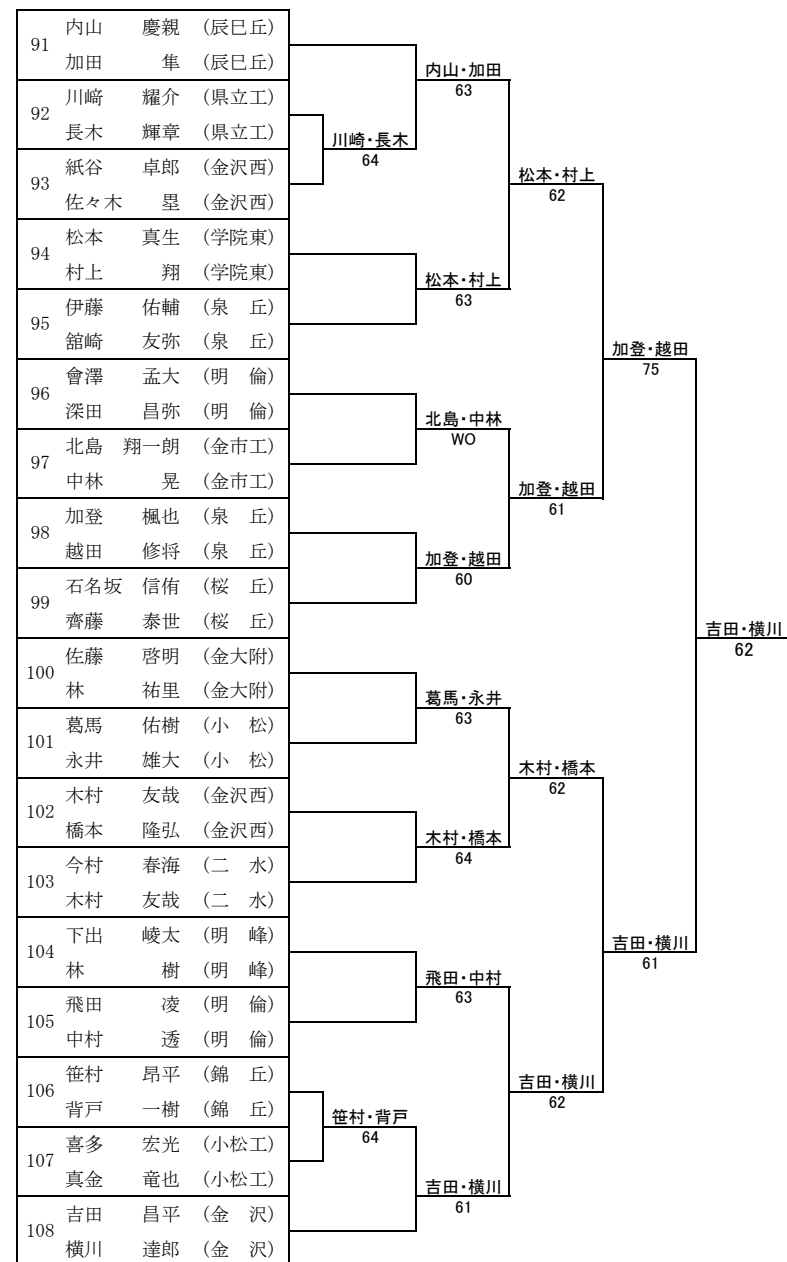 91
内山 慶親 (辰巳丘)
加田 隼 (辰巳丘)
92
川﨑 耀介 (県立工)
長木 輝章 (県立工)
93
紙谷 卓郎 (金沢西)
佐々木 塁 (金沢西)
94
松本 真生 (学院東)
村上 翔 (学院東)
95
伊藤 佑輔 (泉 丘)
舘崎 友弥 (泉 丘)
96
會澤 孟大 (明 倫)
深田 昌弥 (明 倫)
97
北島 翔一朗 (金市工)
中林 晃 (金市工)
98
加登 楓也 (泉 丘)
越田 修将 (泉 丘)
99
石名坂 信侑 (桜 丘)
齊藤 泰世 (桜 丘)
100
佐藤 啓明 (金大附)
林 祐里 (金大附)
101
葛馬 佑樹 (小 松)
永井 雄大 (小 松)
102
木村 友哉 (金沢西)
橋本 隆弘 (金沢西)
103
今村 春海 (二 水)
木村 友哉 (二 水)
104
下出 崚太 (明 峰)
林 樹 (明 峰)
105
飛田 凌 (明 倫)
中村 透 (明 倫)
106
笹村 昂平 (錦 丘)
背戸 一樹 (錦 丘)
107
喜多 宏光 (小松工)
真金 竜也 (小松工)
108
吉田 昌平 (金 沢)
横川 達郎 (金 沢)
川崎・長木
64
笹村・背戸
64
内山・加田
63
松本・村上
63
北島・中林
WO
加登・越田
60
葛馬・永井
63
木村・橋本
64
飛田・中村
63
吉田・横川
61
松本・村上
62
加登・越田
61
木村・橋本
62
吉田・横川
62
加登・越田
75
吉田・横川
61
吉田・横川
62